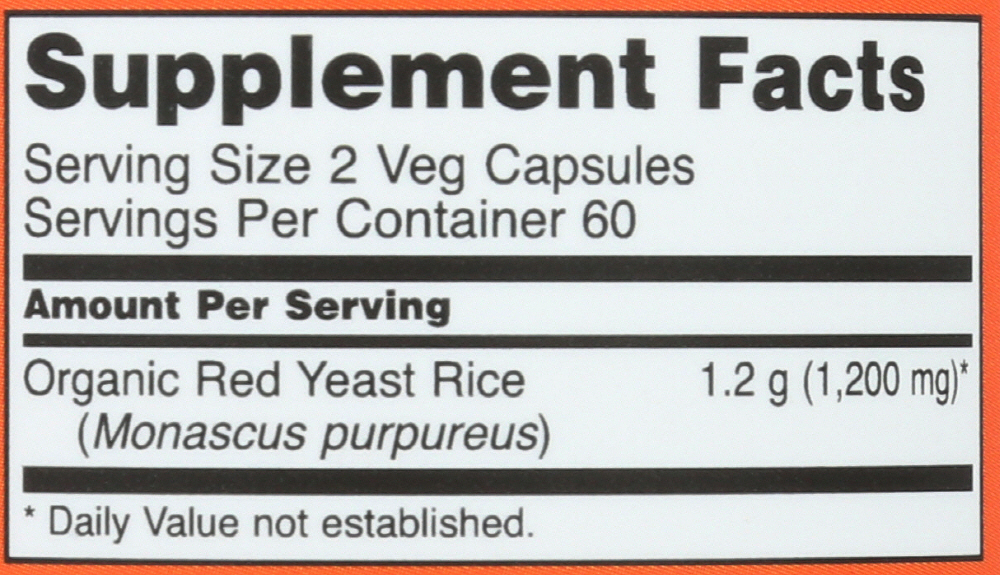 Supplement Facts
Serving Size 2 Veg Capsules
Servings Per Container 60
Amount Per Serving
Organic Red Yeast Rice 1.2 g (1,200 mg)*
(Monascus purpureus)
* Daily Value not established.